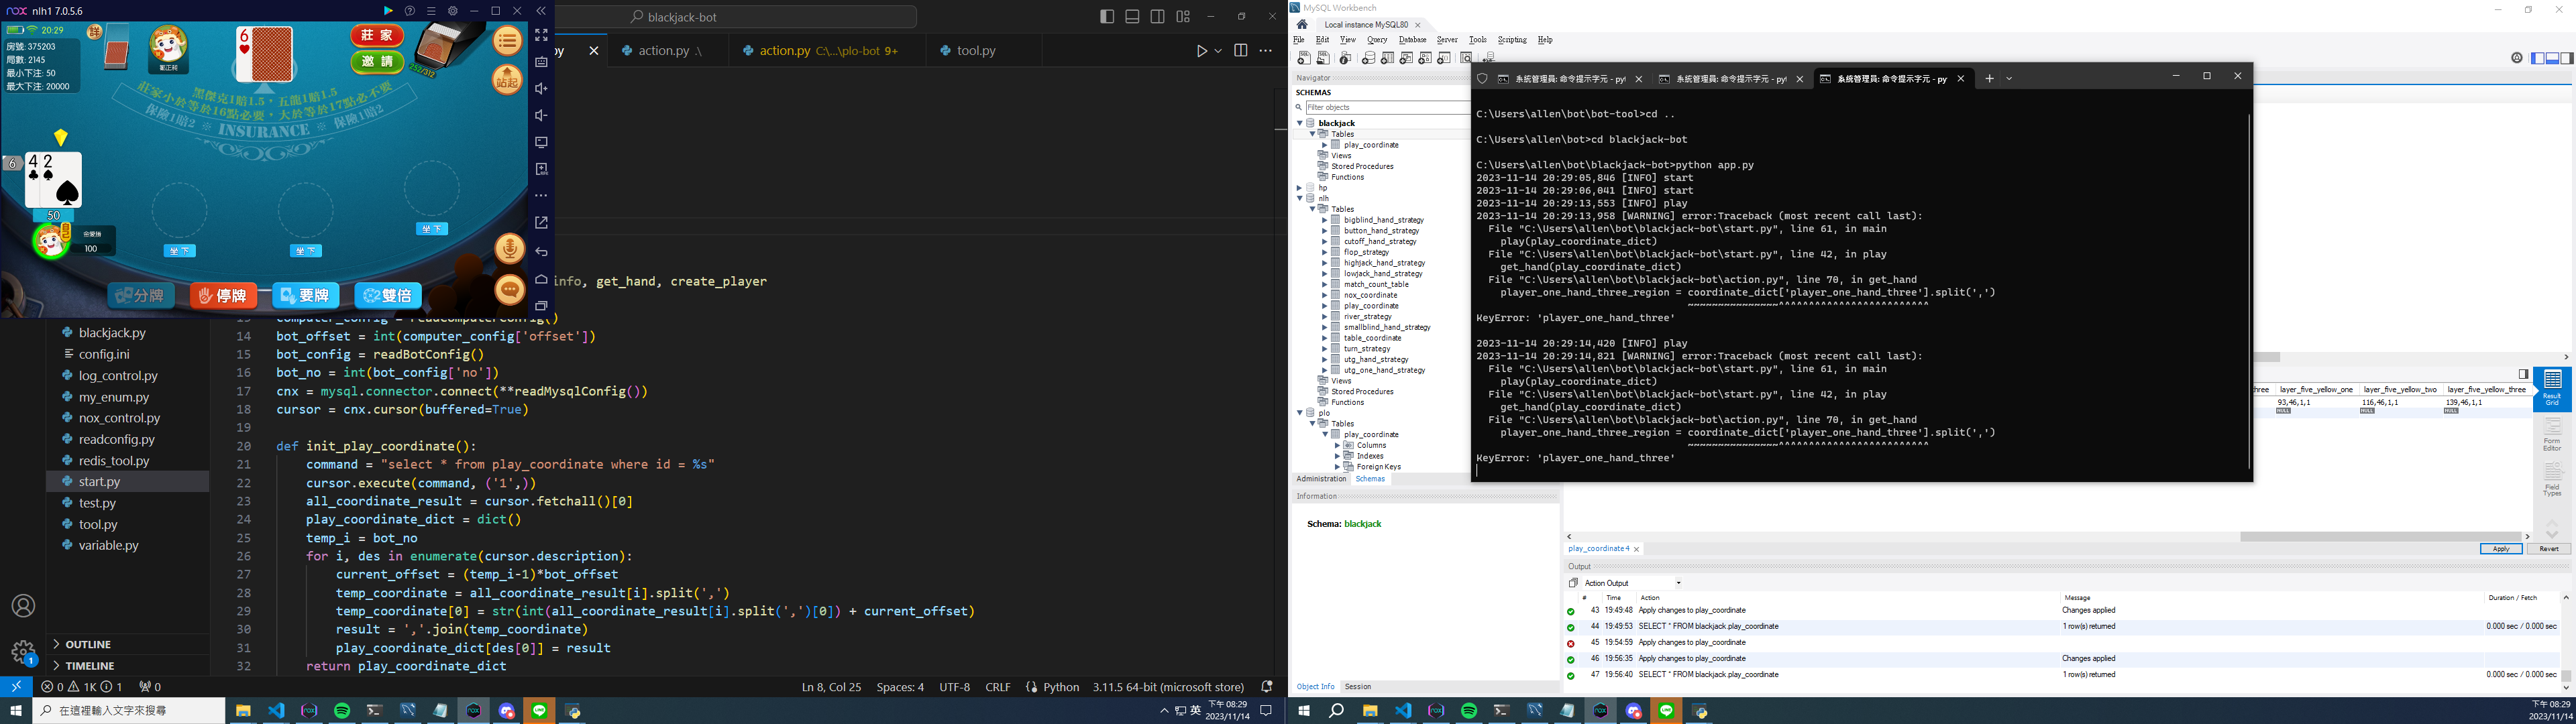 nox nlh1 7.0.5.6
20:29
房號: 375203
局數: 2145
最小下注: 50
最大下注: 20000
莊家
邀請
252/312
站起
6
黑傑克1賠1.5，五龍1賠1.5
莊家小於等於16點必要，大於等於17點必不要
保險1賠2 ※ INSURANCE ※ 保險1賠2
6
4 2
50
自己
100
坐下
坐下
坐下
分牌
停牌
要牌
雙倍
blackjack-bot
py
action.py .\
action.py C:\...\plo-bot 9+
tool.py
info, get_hand, create_player
blackjack.py
config.ini
log_control.py
my_enum.py
nox_control.py
readconfig.py
redis_tool.py
start.py
test.py
tool.py
variable.py
OUTLINE
TIMELINE
13 computer_config = readComputerConfig()
14 bot_offset = int(computer_config['offset'])
15 bot_config = readBotConfig()
16 bot_no = int(bot_config['no'])
17 cnx = mysql.connector.connect(**readMysqlConfig())
18 cursor = cnx.cursor(buffered=True)
19
20 def init_play_coordinate():
21 command = "select * from play_coordinate where id = %s"
22 cursor.execute(command, ('1',))
23 all_coordinate_result = cursor.fetchall()[0]
24 play_coordinate_dict = dict()
25 temp_i = bot_no
26 for i, des in enumerate(cursor.description):
27 current_offset = (temp_i-1)*bot_offset
28 temp_coordinate = all_coordinate_result[i].split(',')
29 temp_coordinate[0] = str(int(all_coordinate_result[i].split(',')[0]) + current_offset)
30 result = ','.join(temp_coordinate)
31 play_coordinate_dict[des[0]] = result
32 return play_coordinate_dict
1
0 1K 1 0
Ln 8, Col 25 Spaces: 4 UTF-8 CRLF Python 3.11.5 64-bit (microsoft store)
在這裡輸入文字來搜尋
英
下午 08:29
2023/11/14
MySQL Workbench
Local instance MySQL80
File Edit View Query Database Server Tools Scripting Help
Navigator
SCHEMAS
Filter objects
blackjack
Tables
play_coordinate
Views
Stored Procedures
Functions
hp
nlh
Tables
bigblind_hand_strategy
button_hand_strategy
cutoff_hand_strategy
flop_strategy
highjack_hand_strategy
lowjack_hand_strategy
match_count_table
nox_coordinate
play_coordinate
river_strategy
smallblind_hand_strategy
table_coordinate
turn_strategy
utg_hand_strategy
utg_one_hand_strategy
Views
Stored Procedures
Functions
plo
Tables
play_coordinate
Columns
Indexes
Foreign Keys
Administration Schemas
Information
Schema: blackjack
Object Info Session
系統管理員: 命令提示字元 - pyt
系統管理員: 命令提示字元 - pyt
系統管理員: 命令提示字元 - py
C:\Users\allen\bot\bot-tool>cd ..
C:\Users\allen\bot>cd blackjack-bot
C:\Users\allen\bot\blackjack-bot>python app.py
2023-11-14 20:29:05,846 [INFO] start
2023-11-14 20:29:06,041 [INFO] start
2023-11-14 20:29:13,553 [INFO] play
2023-11-14 20:29:13,958 [WARNING] error:Traceback (most recent call last):
File "C:\Users\allen\bot\blackjack-bot\start.py", line 61, in main
play(play_coordinate_dict)
File "C:\Users\allen\bot\blackjack-bot\start.py", line 42, in play
get_hand(play_coordinate_dict)
File "C:\Users\allen\bot\blackjack-bot\action.py", line 70, in get_hand
player_one_hand_three_region = coordinate_dict['player_one_hand_three'].split(',')
~~~~~~~~~~~~~~~^^^^^^^^^^^^^^^^^^^^^^^^^
KeyError: 'player_one_hand_three'
2023-11-14 20:29:14,420 [INFO] play
2023-11-14 20:29:14,821 [WARNING] error:Traceback (most recent call last):
File "C:\Users\allen\bot\blackjack-bot\start.py", line 61, in main
play(play_coordinate_dict)
File "C:\Users\allen\bot\blackjack-bot\start.py", line 42, in play
get_hand(play_coordinate_dict)
File "C:\Users\allen\bot\blackjack-bot\action.py", line 70, in get_hand
player_one_hand_three_region = coordinate_dict['player_one_hand_three'].split(',')
~~~~~~~~~~~~~~~^^^^^^^^^^^^^^^^^^^^^^^^^
KeyError: 'player_one_hand_three'
three layer_five_yellow_one layer_five_yellow_two layer_five_yellow_three
93,46,1,1 116,46,1,1 139,46,1,1
NULL NULL NULL
Result Grid
Form Editor
Field Types
play_coordinate 4
Apply Revert
Output
Action Output
# Time Action Message Duration / Fetch
43 19:49:48 Apply changes to play_coordinate Changes applied
44 19:49:53 SELECT * FROM blackjack.play_coordinate 1 row(s) returned 0.000 sec / 0.000 sec
45 19:54:59 Apply changes to play_coordinate
46 19:56:35 Apply changes to play_coordinate Changes applied
47 19:56:40 SELECT * FROM blackjack.play_coordinate 1 row(s) returned 0.000 sec / 0.000 sec
下午 08:29
2023/11/14